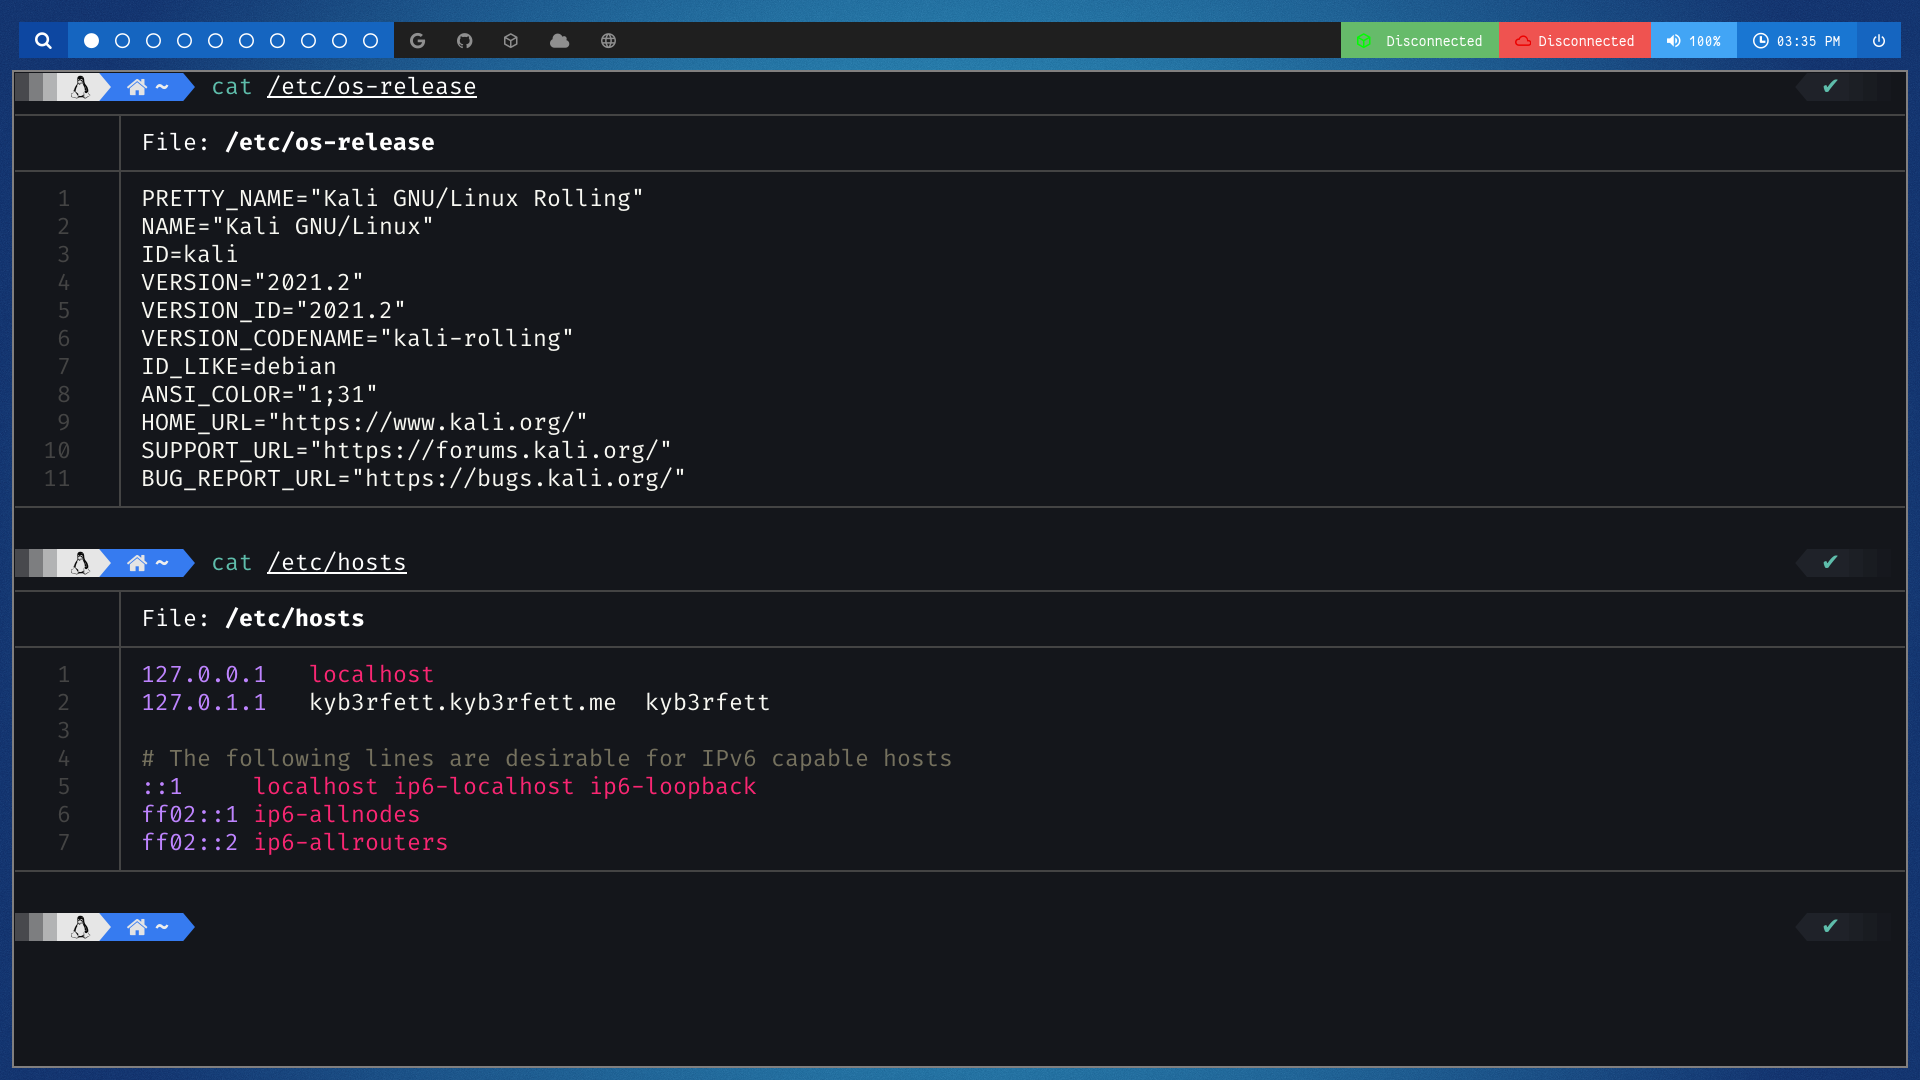 Disconnected Disconnected 100% 03:35 PM
~ cat /etc/os-release ✔
File: /etc/os-release
1 PRETTY_NAME="Kali GNU/Linux Rolling"
2 NAME="Kali GNU/Linux"
3 ID=kali
4 VERSION="2021.2"
5 VERSION_ID="2021.2"
6 VERSION_CODENAME="kali-rolling"
7 ID_LIKE=debian
8 ANSI_COLOR="1;31"
9 HOME_URL="https://www.kali.org/"
10 SUPPORT_URL="https://forums.kali.org/"
11 BUG_REPORT_URL="https://bugs.kali.org/"
~ cat /etc/hosts ✔
File: /etc/hosts
1 127.0.0.1 localhost
2 127.0.1.1 kyb3rfett.kyb3rfett.me kyb3rfett
3
4 # The following lines are desirable for IPv6 capable hosts
5 ::1 localhost ip6-localhost ip6-loopback
6 ff02::1 ip6-allnodes
7 ff02::2 ip6-allrouters
~ ✔